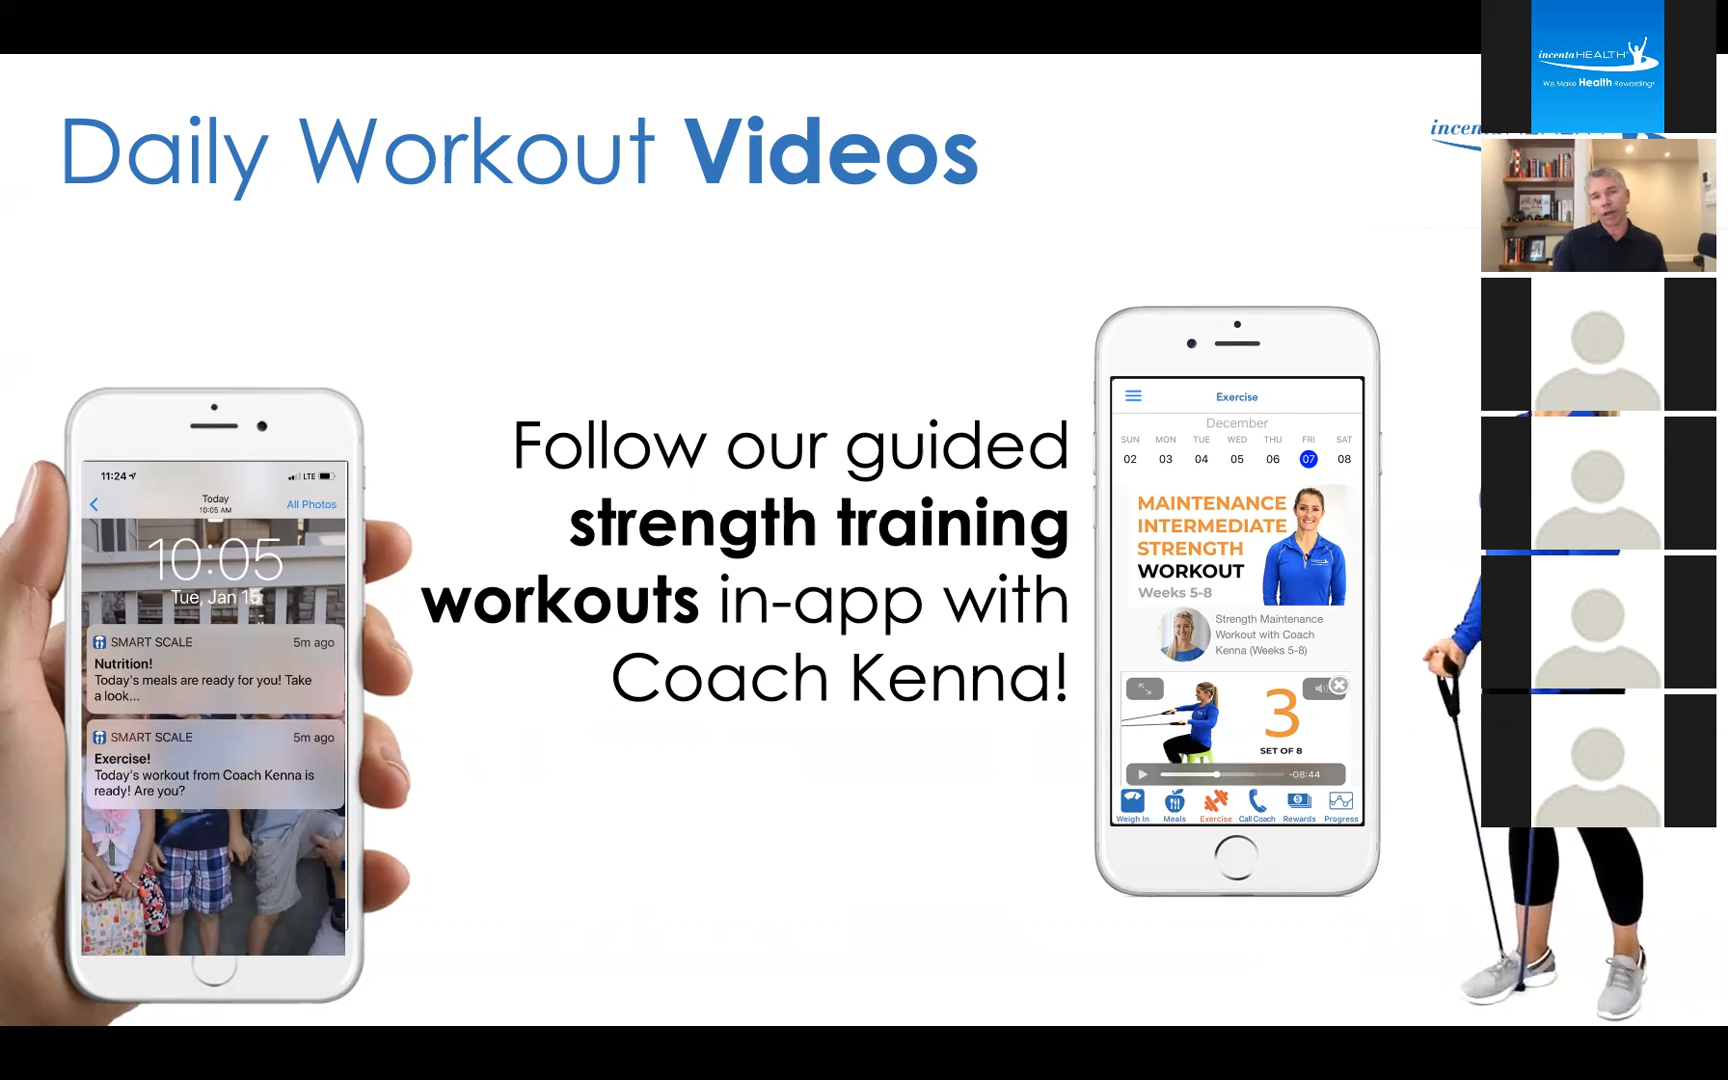 Daily Workout Videos
incentaHEALTH
We Make Health Rewarding
Follow our guided
strength training
workouts in-app with
Coach Kenna!
11:24
LTE
Today
10:05 AM
All Photos
10:05
Tue, Jan 15
SMART SCALE 5m ago
Nutrition!
Today's meals are ready for you! Take
a look...
SMART SCALE 5m ago
Exercise!
Today's workout from Coach Kenna is
ready! Are you?
Exercise
December
SUN MON TUE WED THU FRI SAT
02 03 04 05 06 07 08
MAINTENANCE
INTERMEDIATE
STRENGTH
WORKOUT
Weeks 5-8
Strength Maintenance
Workout with Coach
Kenna (Weeks 5-8)
3
SET OF 8
-08:44
Weigh In Meals Exercise Call Coach Rewards Progress